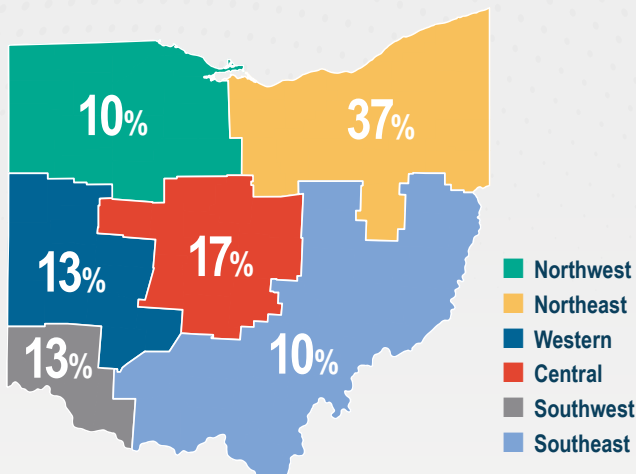 10%
37%
13%
17%
13%
10%
Northwest
Northeast
Western
Central
Southwest
Southeast